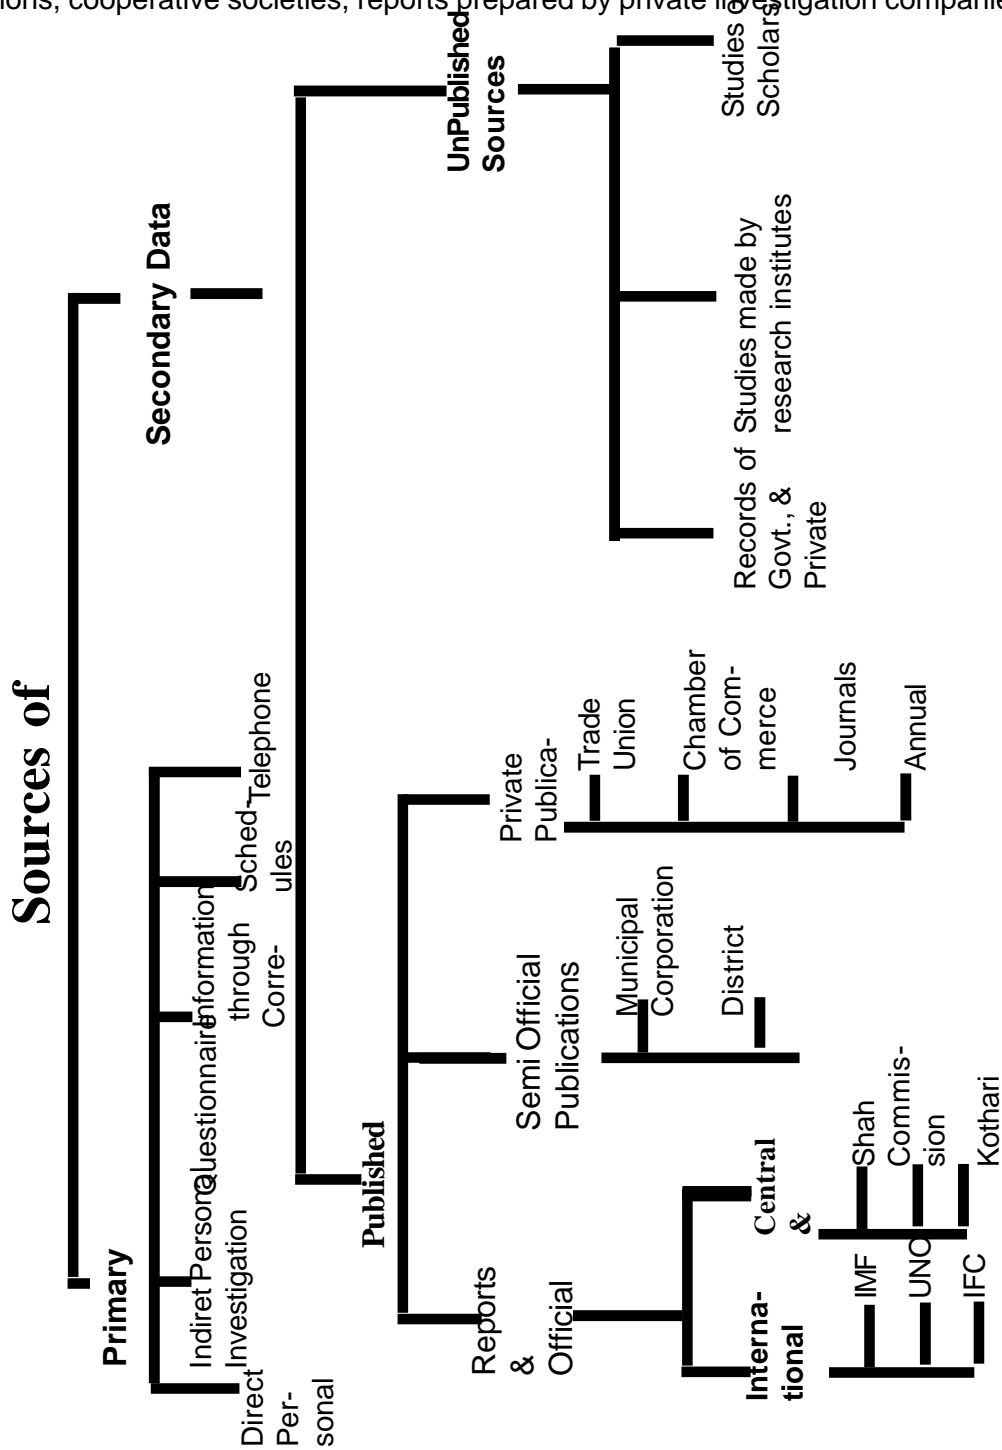 ons, cooperative societies, reports prepared by private investigation companie
Sources of
Primary
Secondary Data
Direct
Per-
sonal
Indiret Personal
Investigation
Questionnaire
Information
through
Corre-
Sched-
ules
Telephone
Published
UnPublished
Sources
Reports
&
Official
Semi Official
Publications
Private
Publica-
Interna-
tional
Central
&
IMF
UNO
IFC
Shah
Commis-
sion
Kothari
Municipal
Corporation
District
Trade
Union
Chamber
of Com-
merce
Journals
Annual
Records of
Govt., &
Private
Studies made by
research institutes
Studies
Scholars